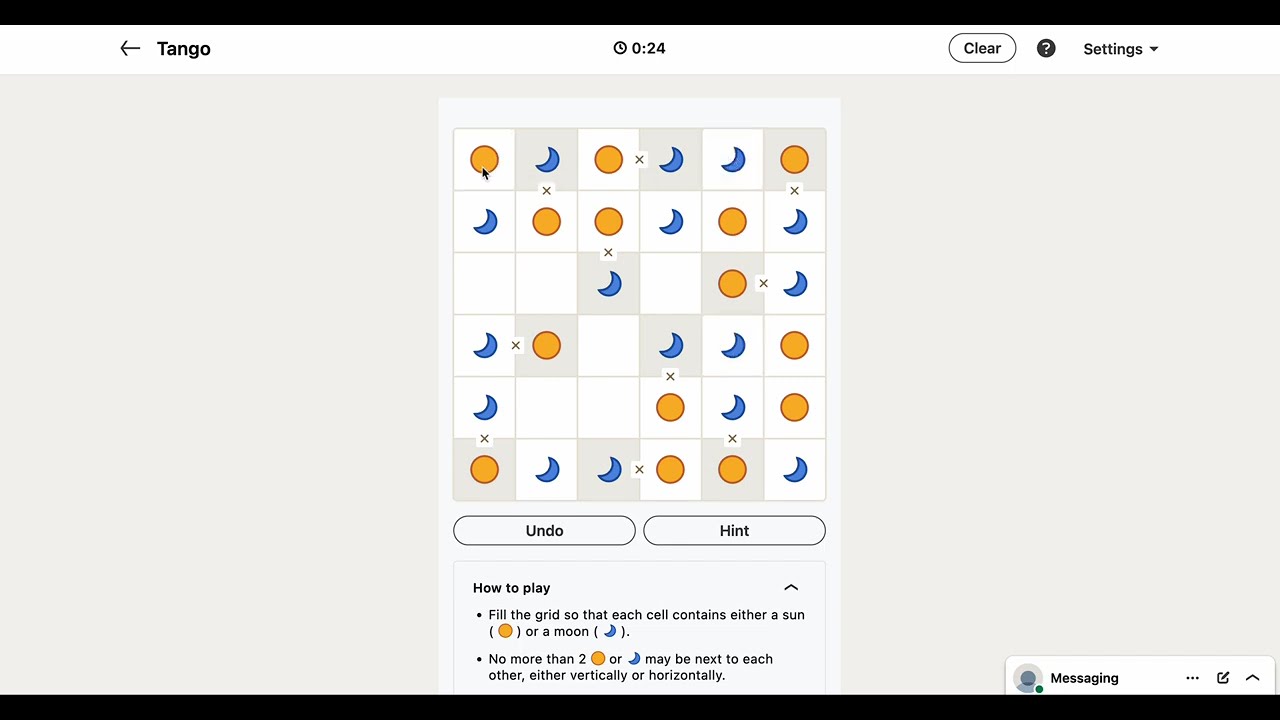 Tango
0:24
Clear
?
Settings
×
×
×
×
×
×
×
×
×
×
Undo
Hint
How to play
• Fill the grid so that each cell contains either a sun
( ) or a moon ( ).
• No more than 2 or may be next to each
other, either vertically or horizontally.
Messaging